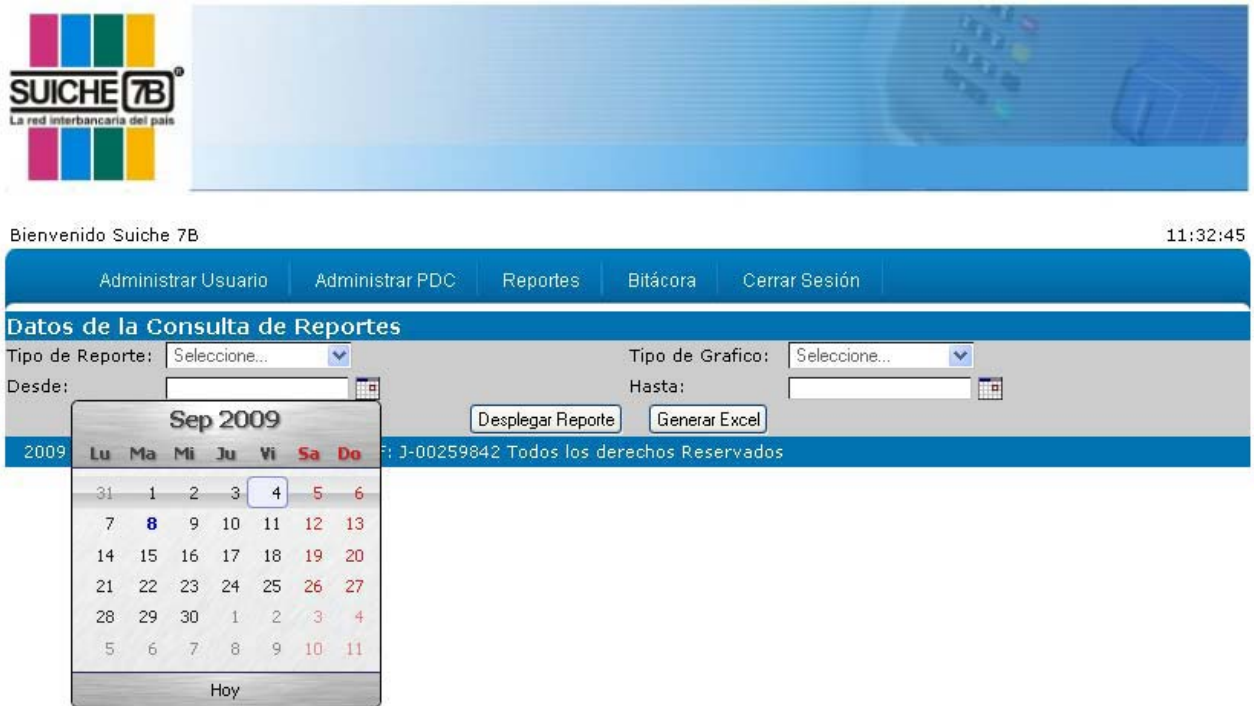 SUICHE 7B®
La red interbancaria del país
Bienvenido Suiche 7B 11:32:45
Administrar Usuario Administrar PDC Reportes Bitácora Cerrar Sesión
Datos de la Consulta de Reportes
Tipo de Reporte: Seleccione... Tipo de Grafico: Seleccione...
Desde: Hasta:
Desplegar Reporte Generar Excel
2009 : J-00259842 Todos los derechos Reservados
Sep 2009
Lu Ma Mi Ju Vi Sa Do
31 1 2 3 4 5 6
7 8 9 10 11 12 13
14 15 16 17 18 19 20
21 22 23 24 25 26 27
28 29 30 1 2 3 4
5 6 7 8 9 10 11
Hoy